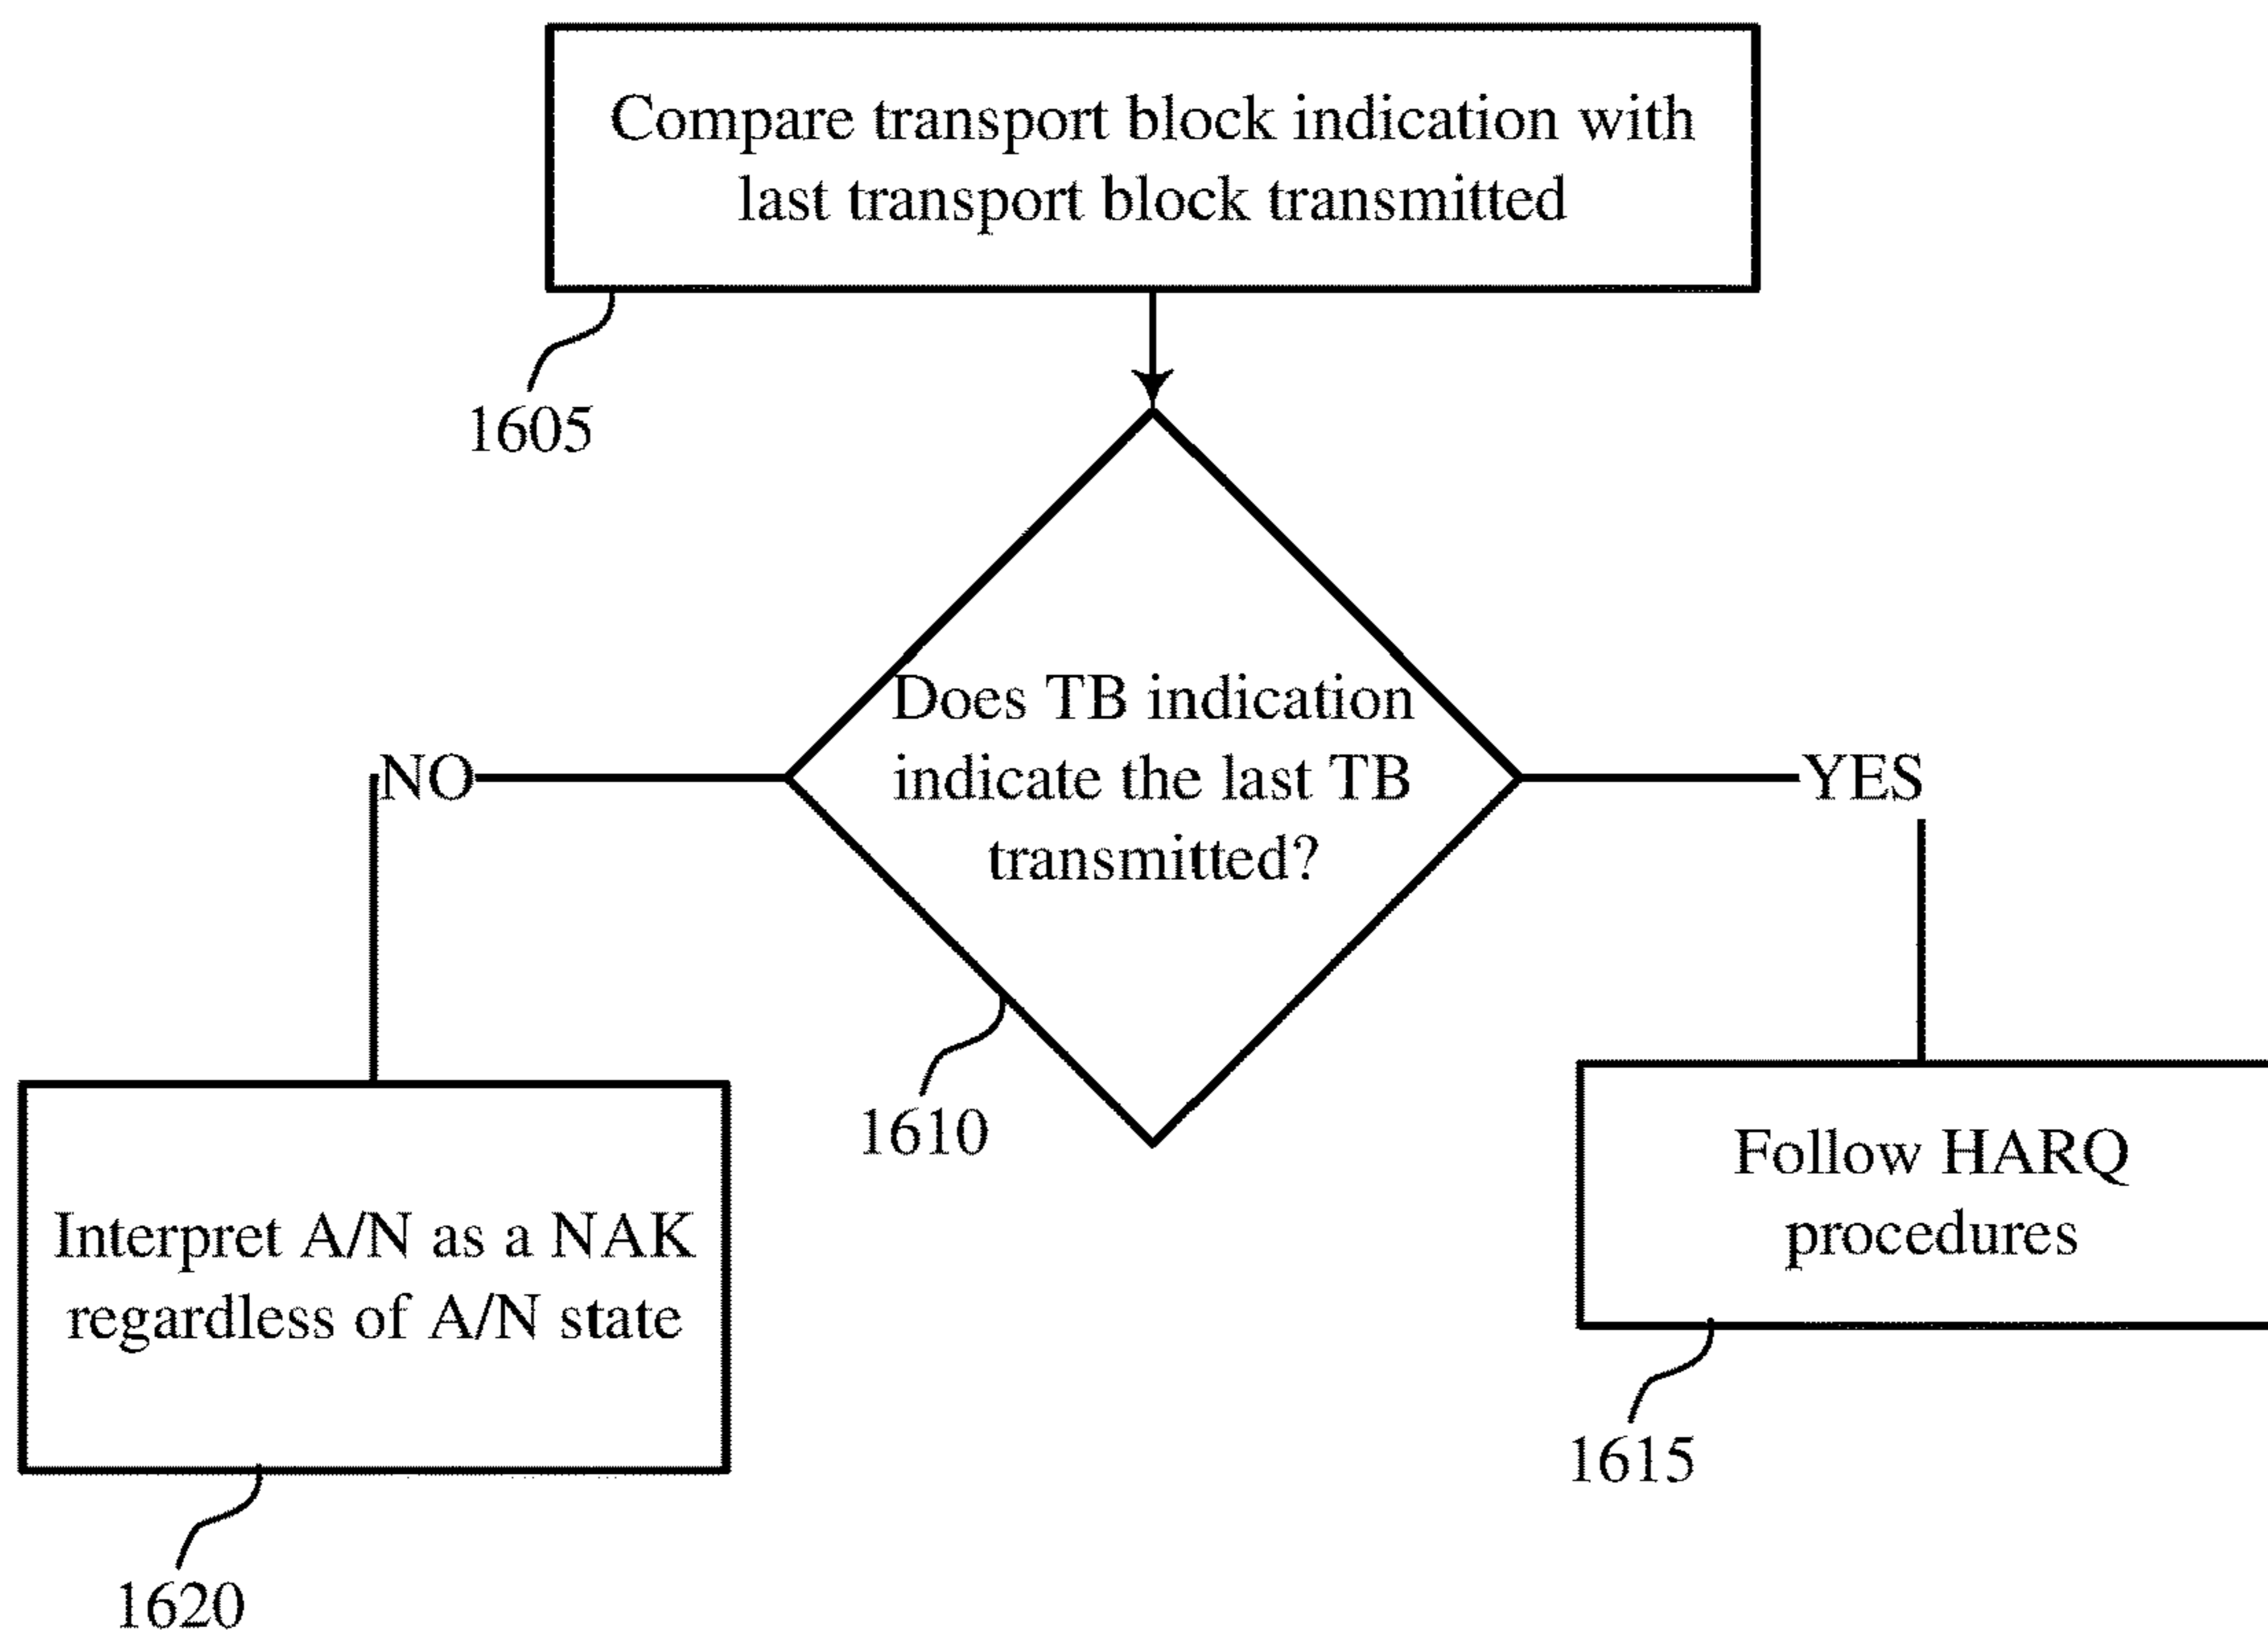 Compare transport block indication with
last transport block transmitted
1605
Does TB indication
indicate the last TB
transmitted?
NO
YES
1610
Follow HARQ
procedures
Interpret A/N as a NAK
regardless of A/N state
1615
1620